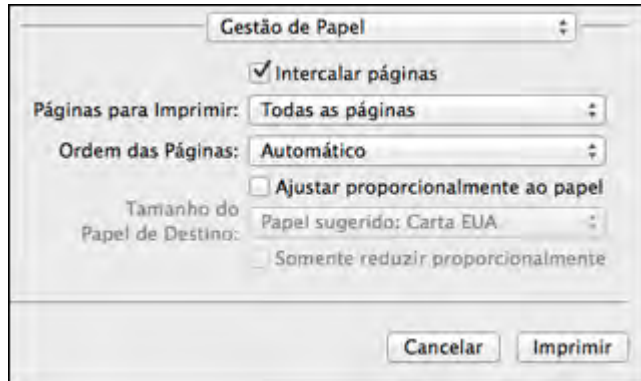 Gestão de Papel
Intercalar páginas
Páginas para Imprimir: Todas as páginas
Ordem das Páginas: Automático
Ajustar proporcionalmente ao papel
Tamanho do
Papel de Destino: Papel sugerido: Carta EUA
Somente reduzir proporcionalmente
Cancelar Imprimir